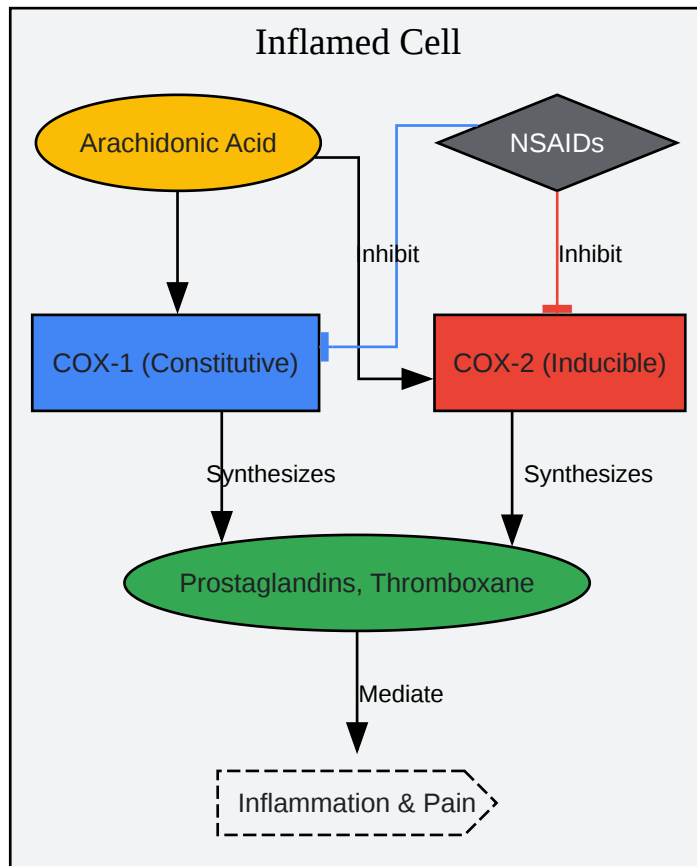 Inflamed Cell
Arachidonic Acid
NSAIDs
Inhibit
Inhibit
COX-1 (Constitutive)
COX-2 (Inducible)
Synthesizes
Synthesizes
Prostaglandins, Thromboxane
Mediate
Inflammation & Pain